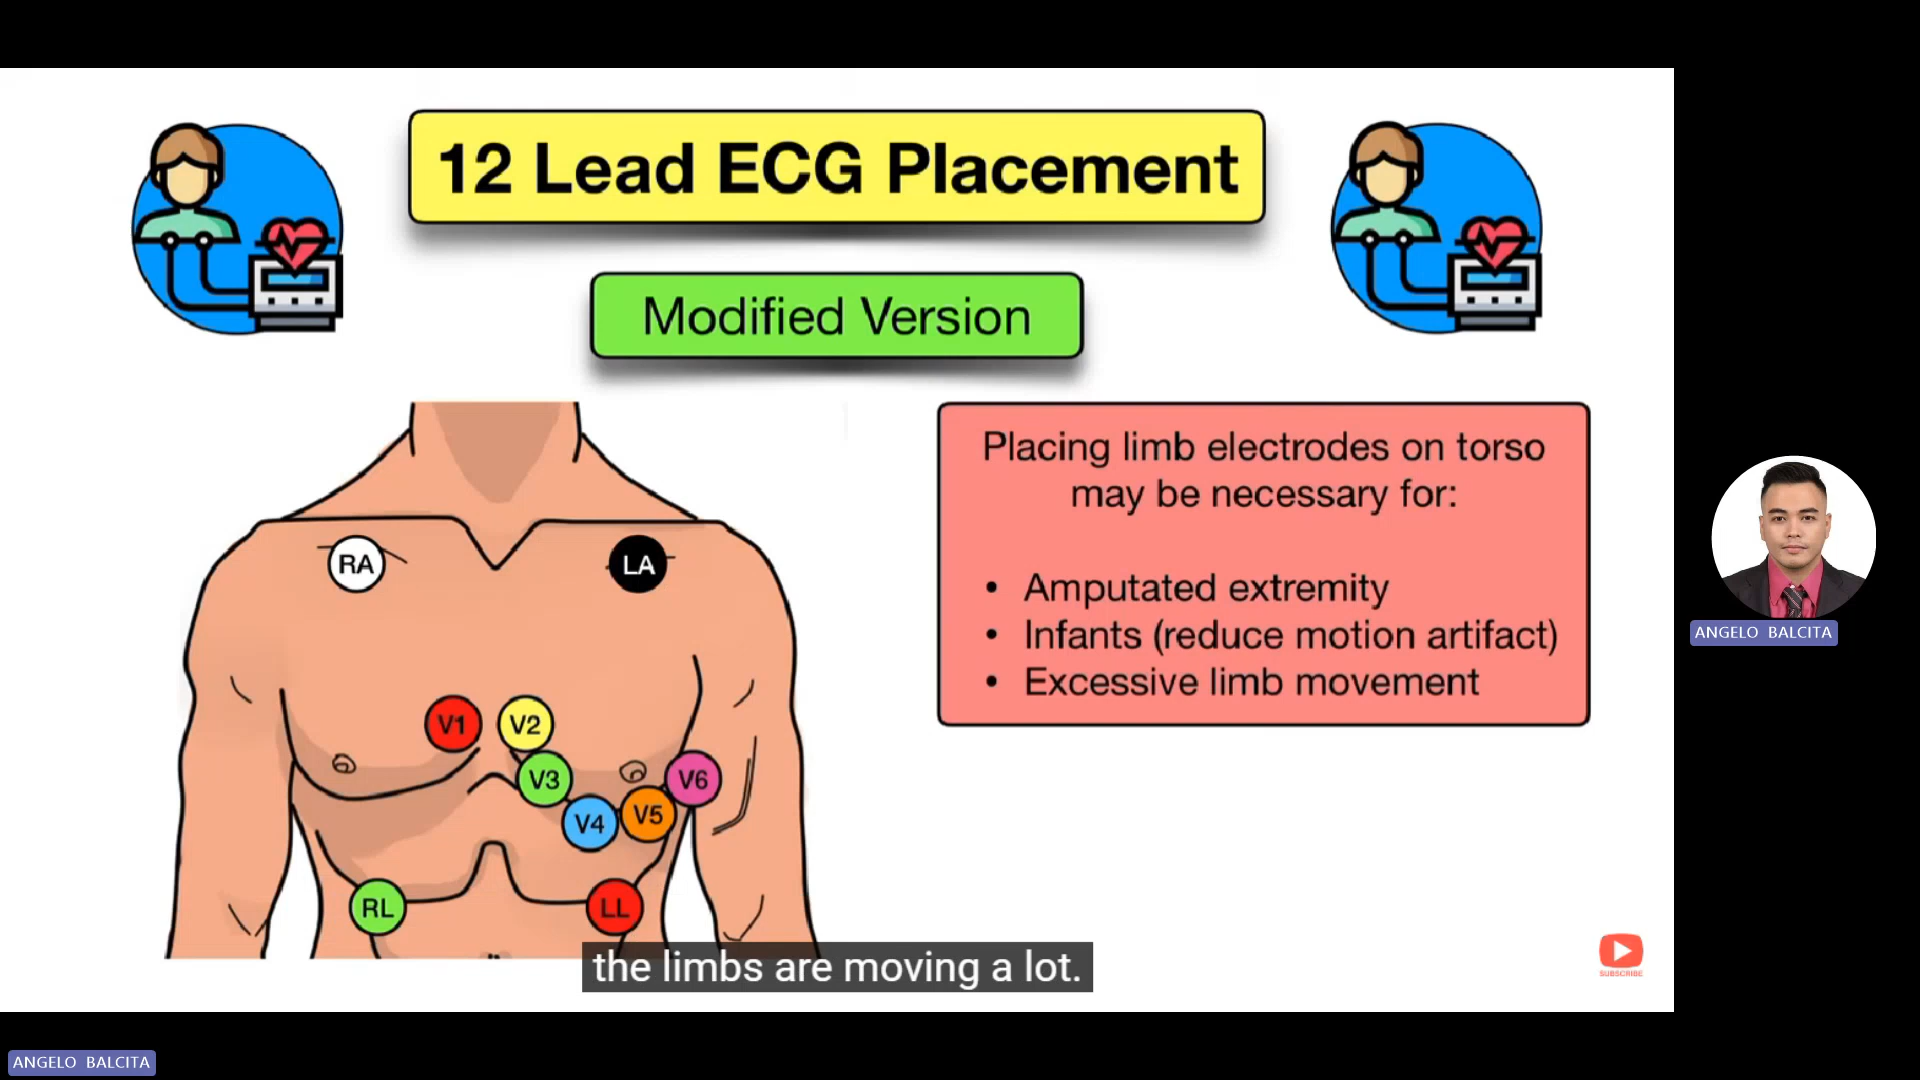 12 Lead ECG Placement
Modified Version
Placing limb electrodes on torso
may be necessary for:
• Amputated extremity
• Infants (reduce motion artifact)
• Excessive limb movement
RA
LA
V1
V2
V3
V4
V5
V6
RL
LL
the limbs are moving a lot.
SUBSCRIBE
ANGELO BALCITA
ANGELO BALCITA